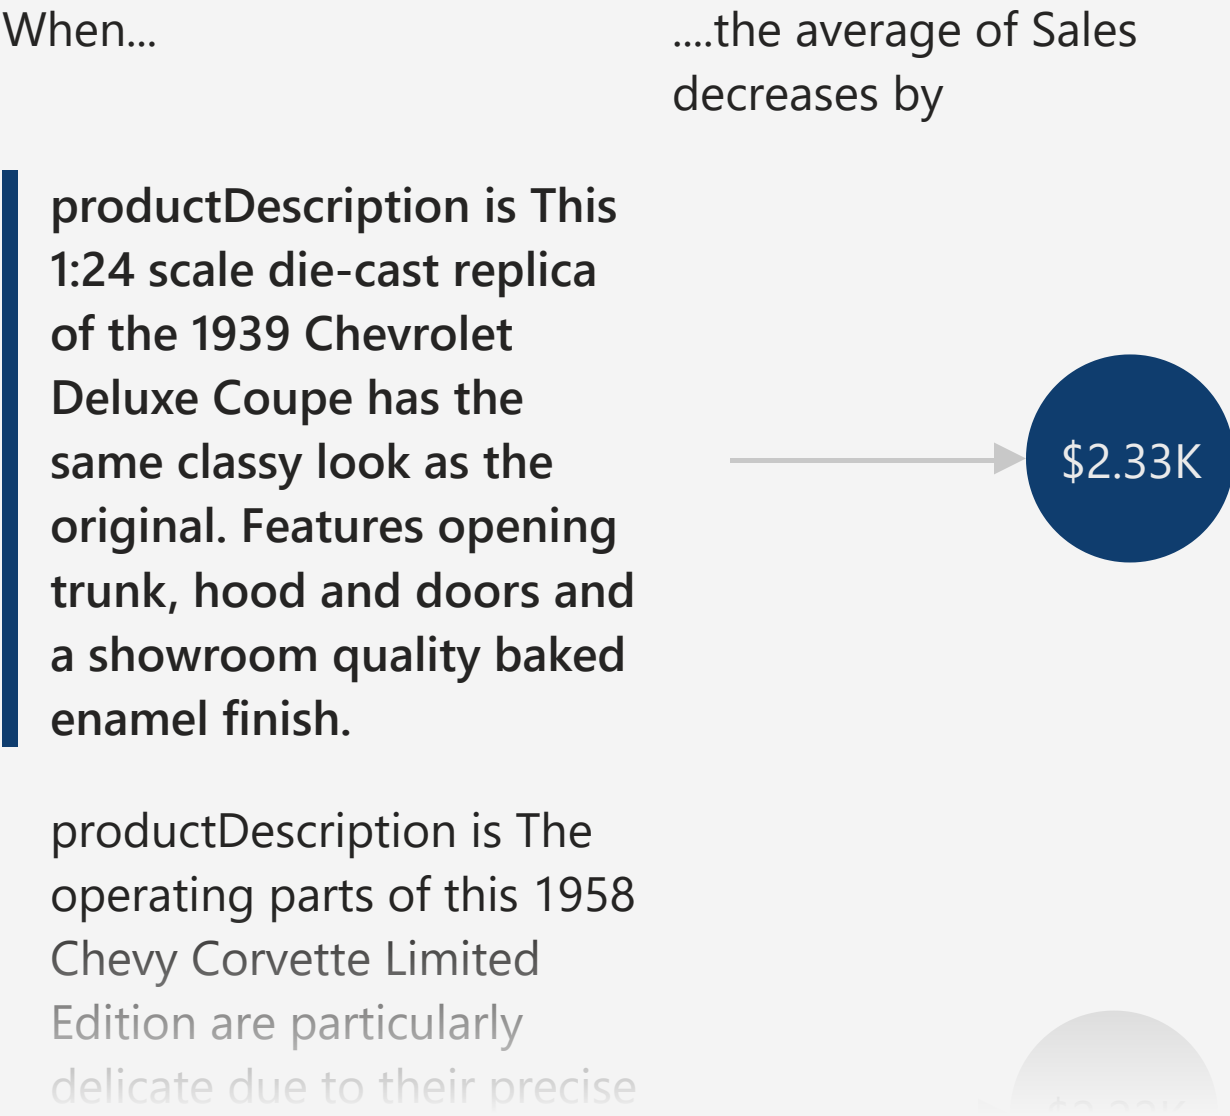 When...
....the average of Sales
decreases by
productDescription is This
1:24 scale die-cast replica
of the 1939 Chevrolet
Deluxe Coupe has the
same classy look as the
original. Features opening
trunk, hood and doors and
a showroom quality baked
enamel finish.
$2.33K
productDescription is The
operating parts of this 1958
Chevy Corvette Limited
Edition are particularly
delicate due to their precise